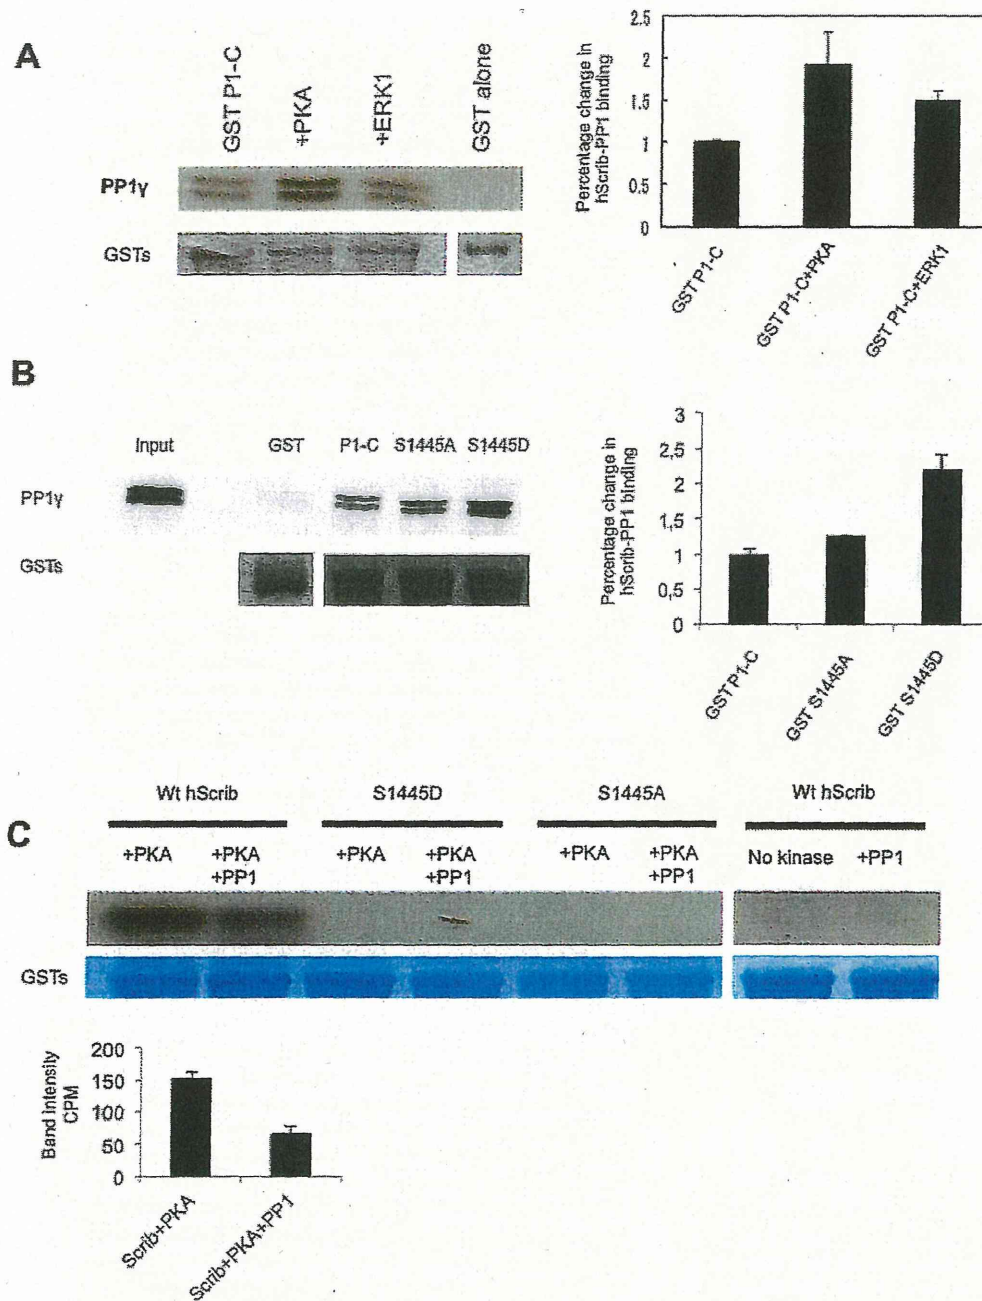 A
GST P1-C
+PKA
+ERK1
GST alone
PP1γ
GSTs
Percentage change in
hScrib-PP1 binding
2.5
2
1.5
1
0.5
0
GST P1-C
GST P1-C+PKA
GST P1-C+ERK1
B
Input
GST
P1-C
S1445A
S1445D
PP1γ
GSTs
Percentage change in
hScrib-PP1 binding
3
2,5
2
1,5
1
0,5
0
GST P1-C
GST S1445A
GST S1445D
C
Wt hScrib
S1445D
S1445A
Wt hScrib
+PKA
+PKA
+PP1
+PKA
+PKA
+PP1
+PKA
+PKA
+PP1
No kinase
+PP1
GSTs
Band Intensity
CPM
200
150
100
50
0
Scrib+PKA
Scrib+PKA+PP1